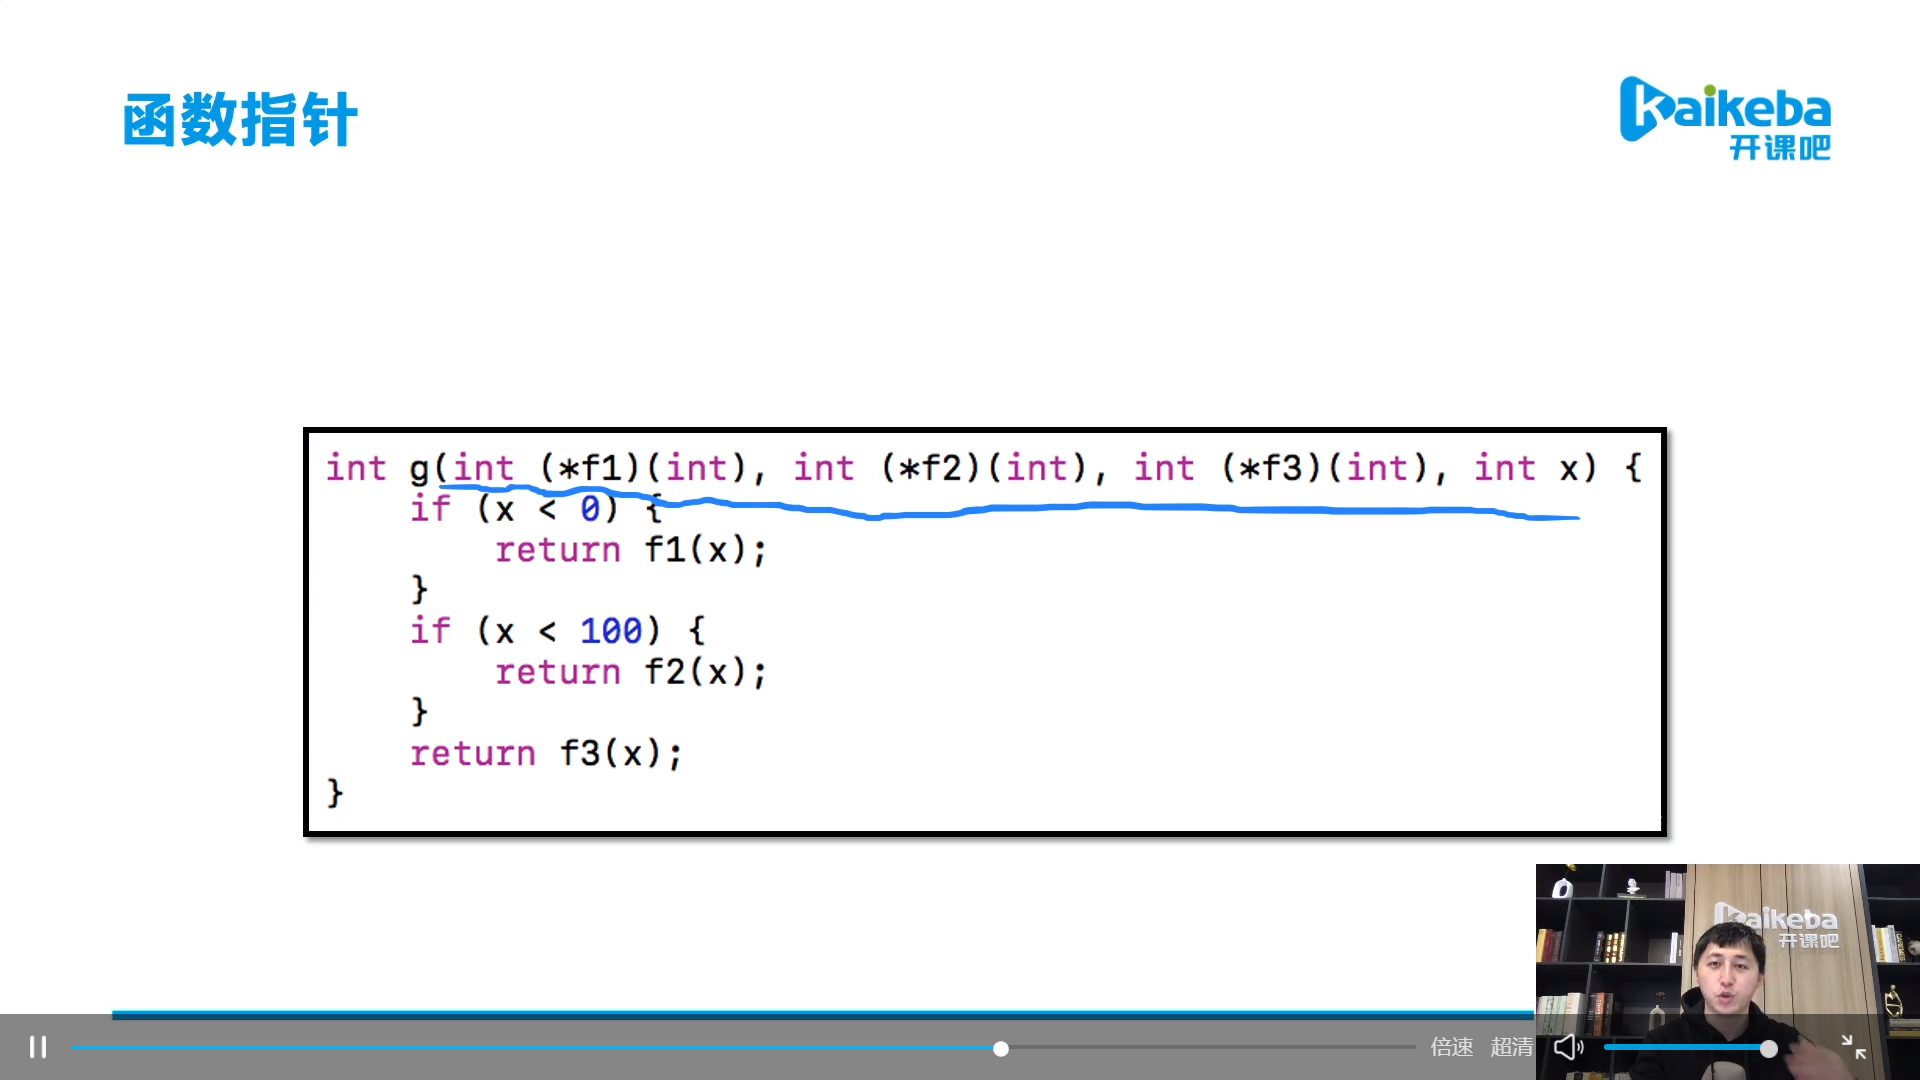 函数指针
Kaikeba
开课吧
int g(int (*f1)(int), int (*f2)(int), int (*f3)(int), int x) {
    if (x < 0) {
        return f1(x);
    }
    if (x < 100) {
        return f2(x);
    }
    return f3(x);
}
Kaikeba
开课吧
倍速 超清